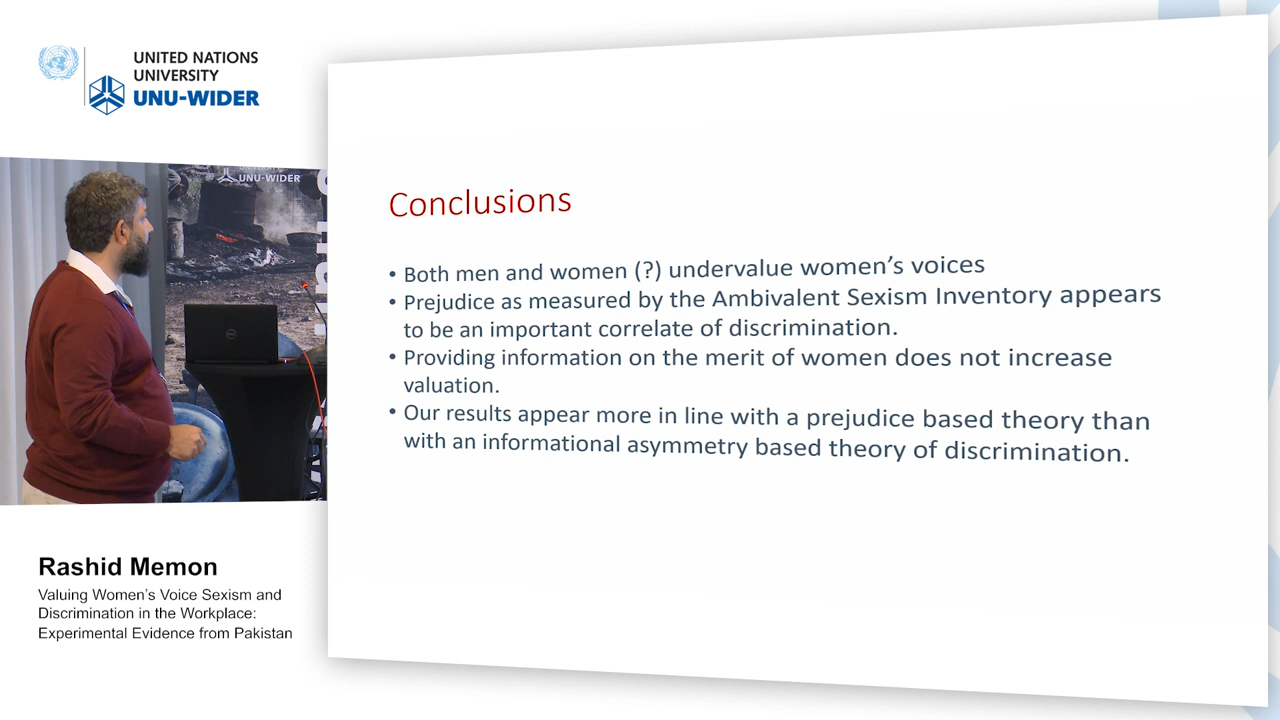 UNITED NATIONS
UNIVERSITY
UNU-WIDER
UNU-WIDER
Rashid Memon
Valuing Women's Voice Sexism and
Discrimination in the Workplace:
Experimental Evidence from Pakistan
Conclusions
• Both men and women (?) undervalue women’s voices
• Prejudice as measured by the Ambivalent Sexism Inventory appears
to be an important correlate of discrimination.
• Providing information on the merit of women does not increase
valuation.
• Our results appear more in line with a prejudice based theory than
with an informational asymmetry based theory of discrimination.